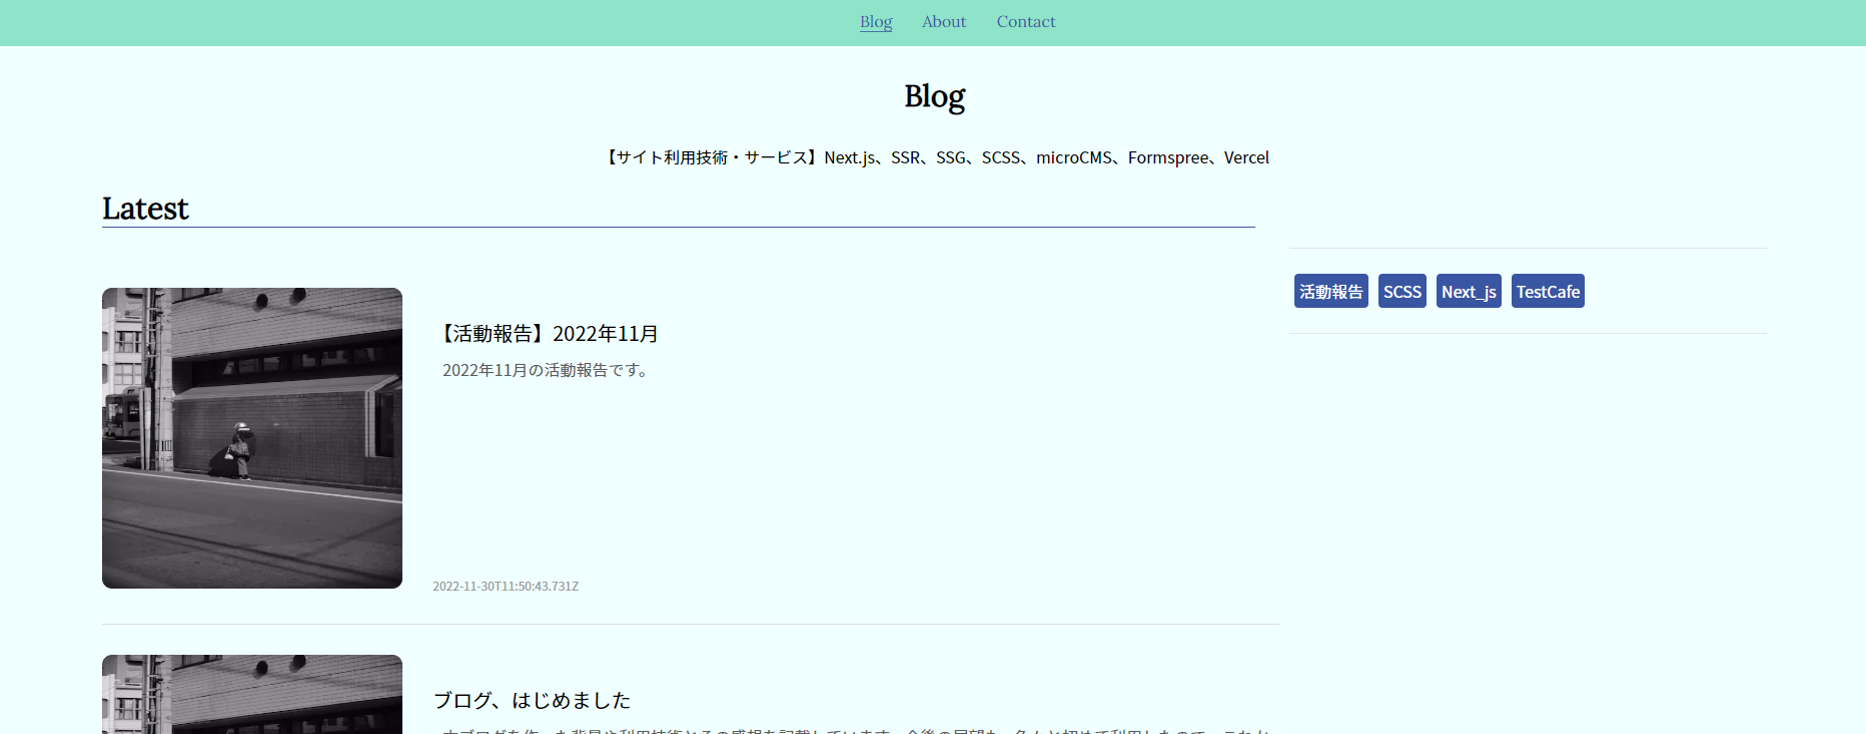 Blog About Contact
Blog
【サイト利用技術・サービス】Next.js、SSR、SSG、SCSS、microCMS、Formspree、Vercel
Latest
活動報告 SCSS Next_js TestCafe
【活動報告】2022年11月
2022年11月の活動報告です。
2022-11-30T11:50:43.731Z
ブログ、はじめました